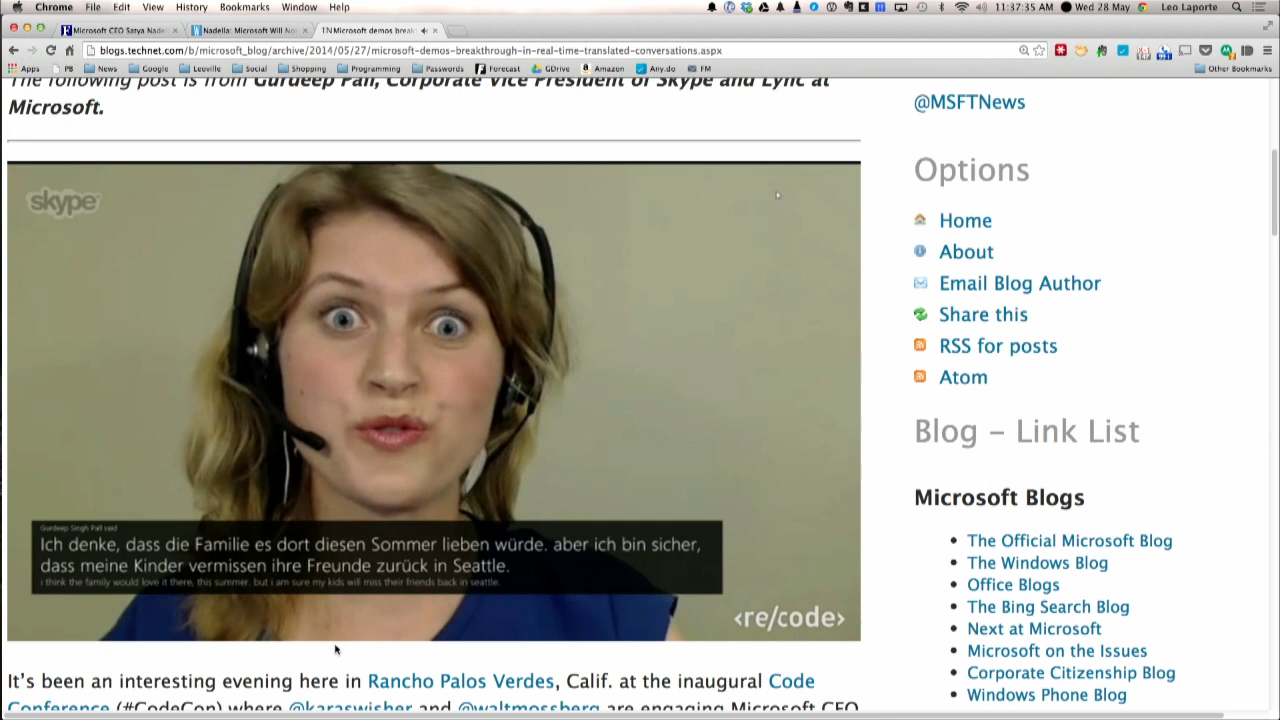 Chrome File Edit View History Bookmarks Window Help
11:37:35 AM Wed 28 May Leo Laporte
Microsoft CEO Satya Nade
Nadella: Microsoft Will No
TN Microsoft demos break
blogs.technet.com/b/microsoft_blog/archive/2014/05/27/microsoft-demos-breakthrough-in-real-time-translated-conversations.aspx
Apps PB News Google Leoville Social Shopping Programming Passwords Forecast GDrive Amazon Any.do FM Other Bookmarks
The following post is from Gurdeep Pall, Corporate Vice President of Skype and Lync at
Microsoft.
skype
Gurdeep Singh Pall said
Ich denke, dass die Familie es dort diesen Sommer lieben würde. aber ich bin sicher,
dass meine Kinder vermissen ihre Freunde zurück in Seattle.
i think the family would love it there, this summer. but i am sure my kids will miss their friends back in seattle.
<re/code>
It's been an interesting evening here in Rancho Palos Verdes, Calif. at the inaugural Code
Conference (#CodeCon) where @karaswisher and @waltmossberg are engaging Microsoft CEO
@MSFTNews
Options
Home
About
Email Blog Author
Share this
RSS for posts
Atom
Blog – Link List
Microsoft Blogs
The Official Microsoft Blog
The Windows Blog
Office Blogs
The Bing Search Blog
Next at Microsoft
Microsoft on the Issues
Corporate Citizenship Blog
Windows Phone Blog